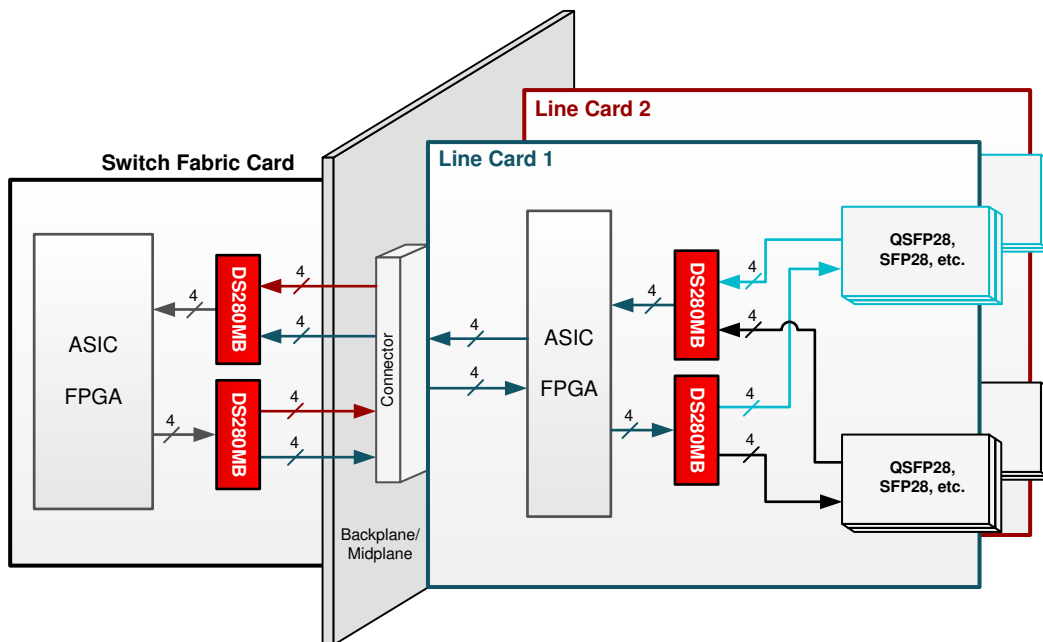 Switch Fabric Card
Line Card 2
Line Card 1
ASIC
FPGA
4
4
DS280MB
DS280MB
4
4
4
4
Connector
Backplane/
Midplane
4
4
ASIC
FPGA
4
4
DS280MB
DS280MB
4
4
4
4
QSFP28,
SFP28, etc.
QSFP28,
SFP28, etc.